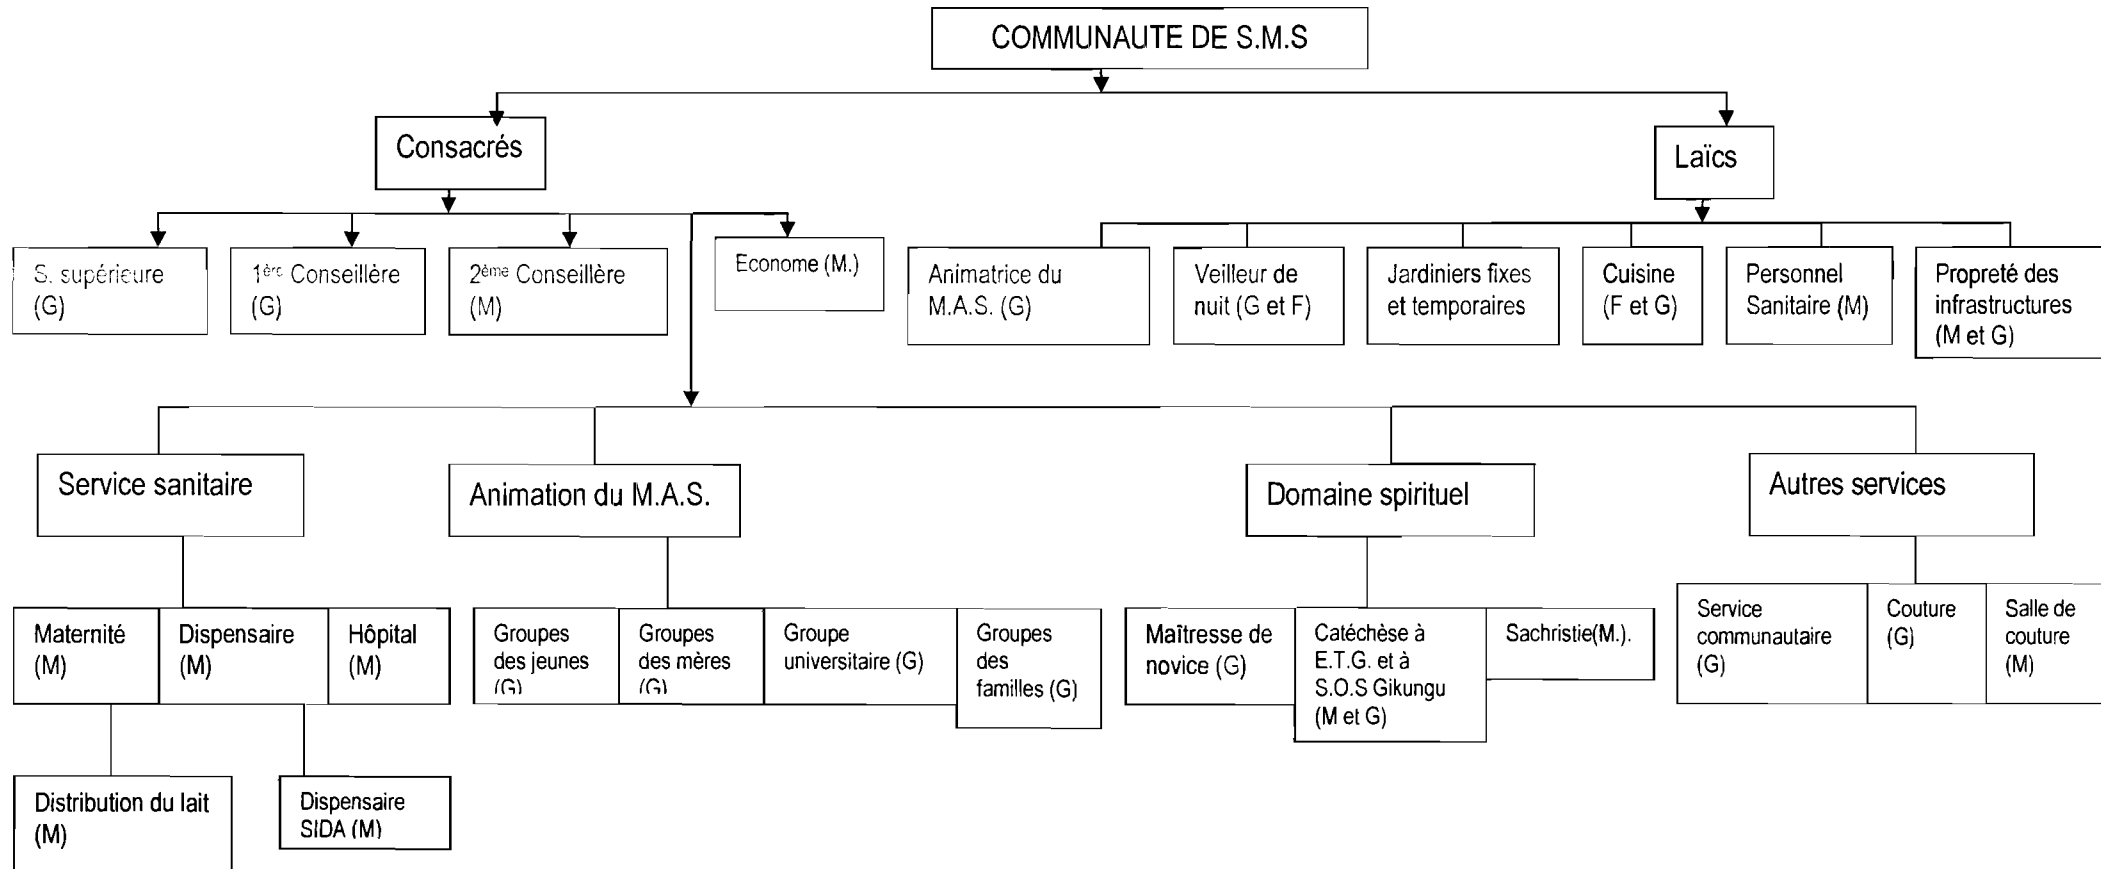 COMMUNAUTE DE S.M.S
Consacrés
Laïcs
S. supérieure
(G)
1ère Conseillère
(G)
2ème Conseillère
(M)
Econome (M.)
Animatrice du
M.A.S. (G)
Veilleur de
nuit (G et F)
Jardiniers fixes
et temporaires
Cuisine
(F et G)
Personnel
Sanitaire (M)
Propreté des
infrastructures
(M et G)
Service sanitaire
Animation du M.A.S.
Domaine spirituel
Autres services
Maternité
(M)
Dispensaire
(M)
Hôpital
(M)
Groupes
des jeunes
(G)
Groupes
des mères
(G)
Groupe
universitaire (G)
Groupes
des
familles (G)
Maîtresse de
novice (G)
Catéchèse à
E.T.G. et à
S.O.S Gikungu
(M et G)
Sachristie(M.).
Service
communautaire
(G)
Couture
(G)
Salle de
couture
(M)
Distribution du lait
(M)
Dispensaire
SIDA (M)